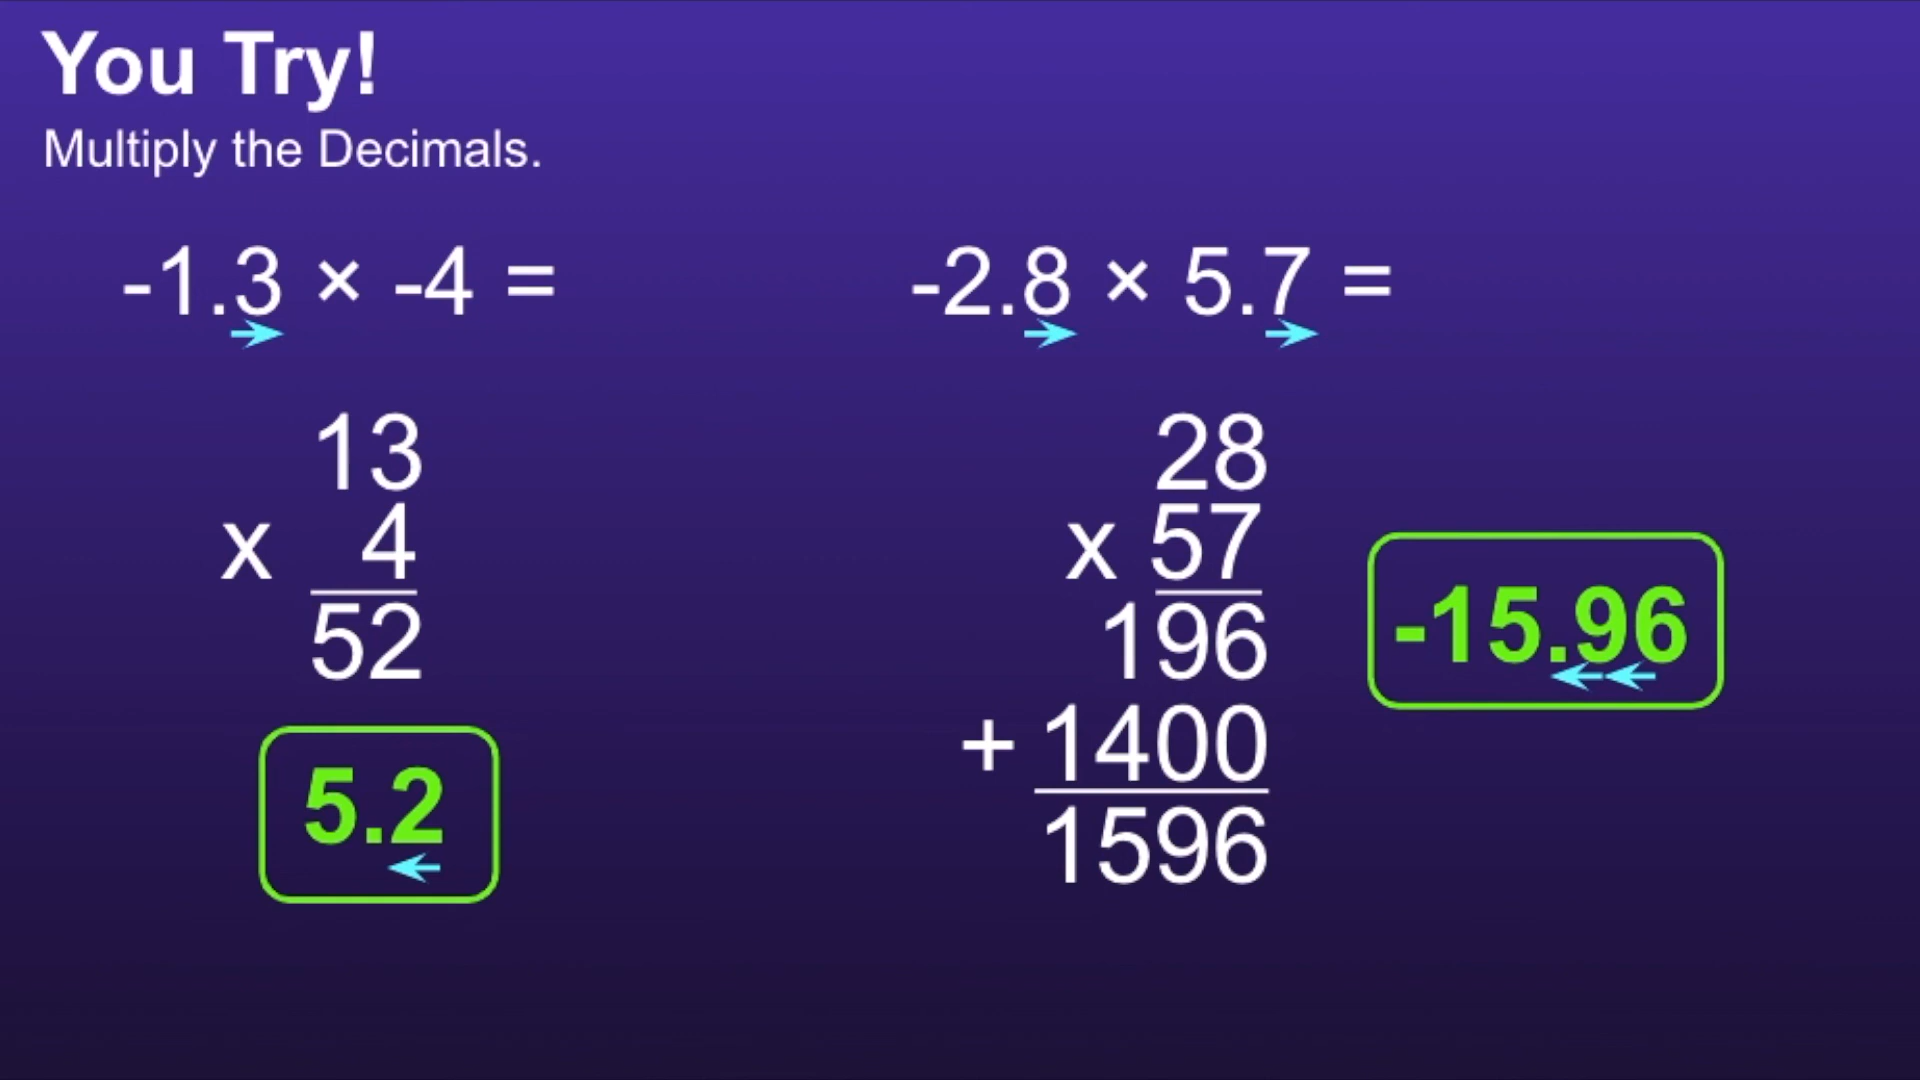 You Try!
Multiply the Decimals.
-1.3 × -4 =
13
x 4
52
5.2
-2.8 × 5.7 =
28
x 57
196
+ 1400
1596
-15.96